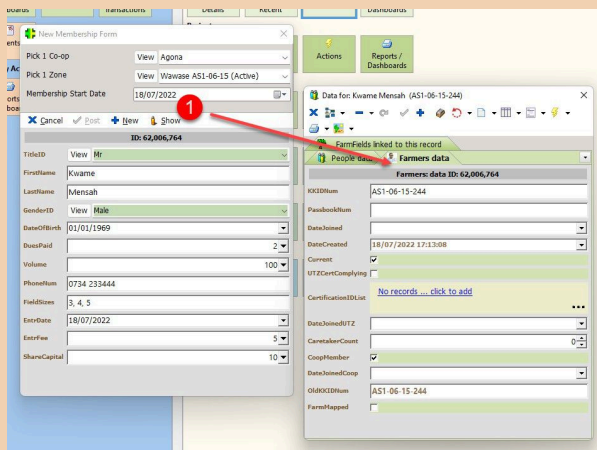 boards
Transactions
Details
Recent
Dashboards
New Membership Form
Pick 1 Co-op View Agona
Pick 1 Zone View Wawase AS1-06-15 (Active)
Membership Start Date 18/07/2022
1
Cancel Post New Show
ID: 62,006,764
TitleID View Mr
FirstName Kwame
LastName Mensah
GenderID View Male
DateOfBirth 01/01/1969
DuesPaid 2
Volume 100
PhoneNum 0734 233444
FieldSizes 3, 4, 5
EntrDate 18/07/2022
EntrFee 5
ShareCapital 10
Actions
Reports /
Dashboards
Data for: Kwame Mensah (AS1-06-15-244)
FarmFields linked to this record
People data Farmers data
Farmers: data ID: 62,006,764
KKIDNum AS1-06-15-244
PassbookNum
DateJoined
DateCreated 18/07/2022 17:13:08
Current
UTZCertComplying
CertificationIDList No records ... click to add
...
DateJoinedUTZ
CaretakerCount 0
CoopMember
DateJoinedCoop
OldKKIDNum AS1-06-15-244
FarmMapped